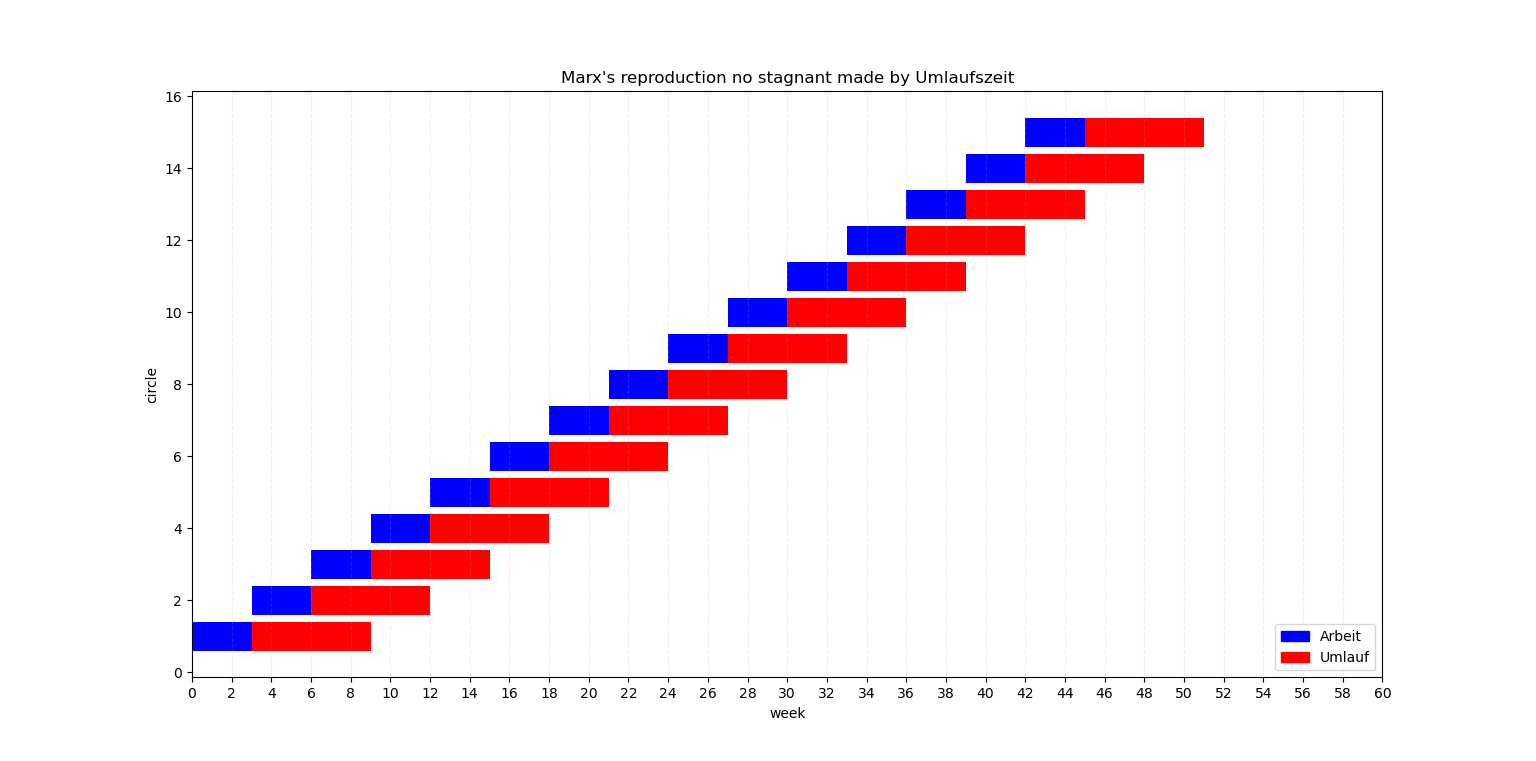 Marx's reproduction no stagnant made by Umlaufszeit
16
14
12
10
8
6
4
2
0
circle
0 2 4 6 8 10 12 14 16 18 20 22 24 26 28 30 32 34 36 38 40 42 44 46 48 50 52 54 56 58 60
week
Arbeit
Umlauf